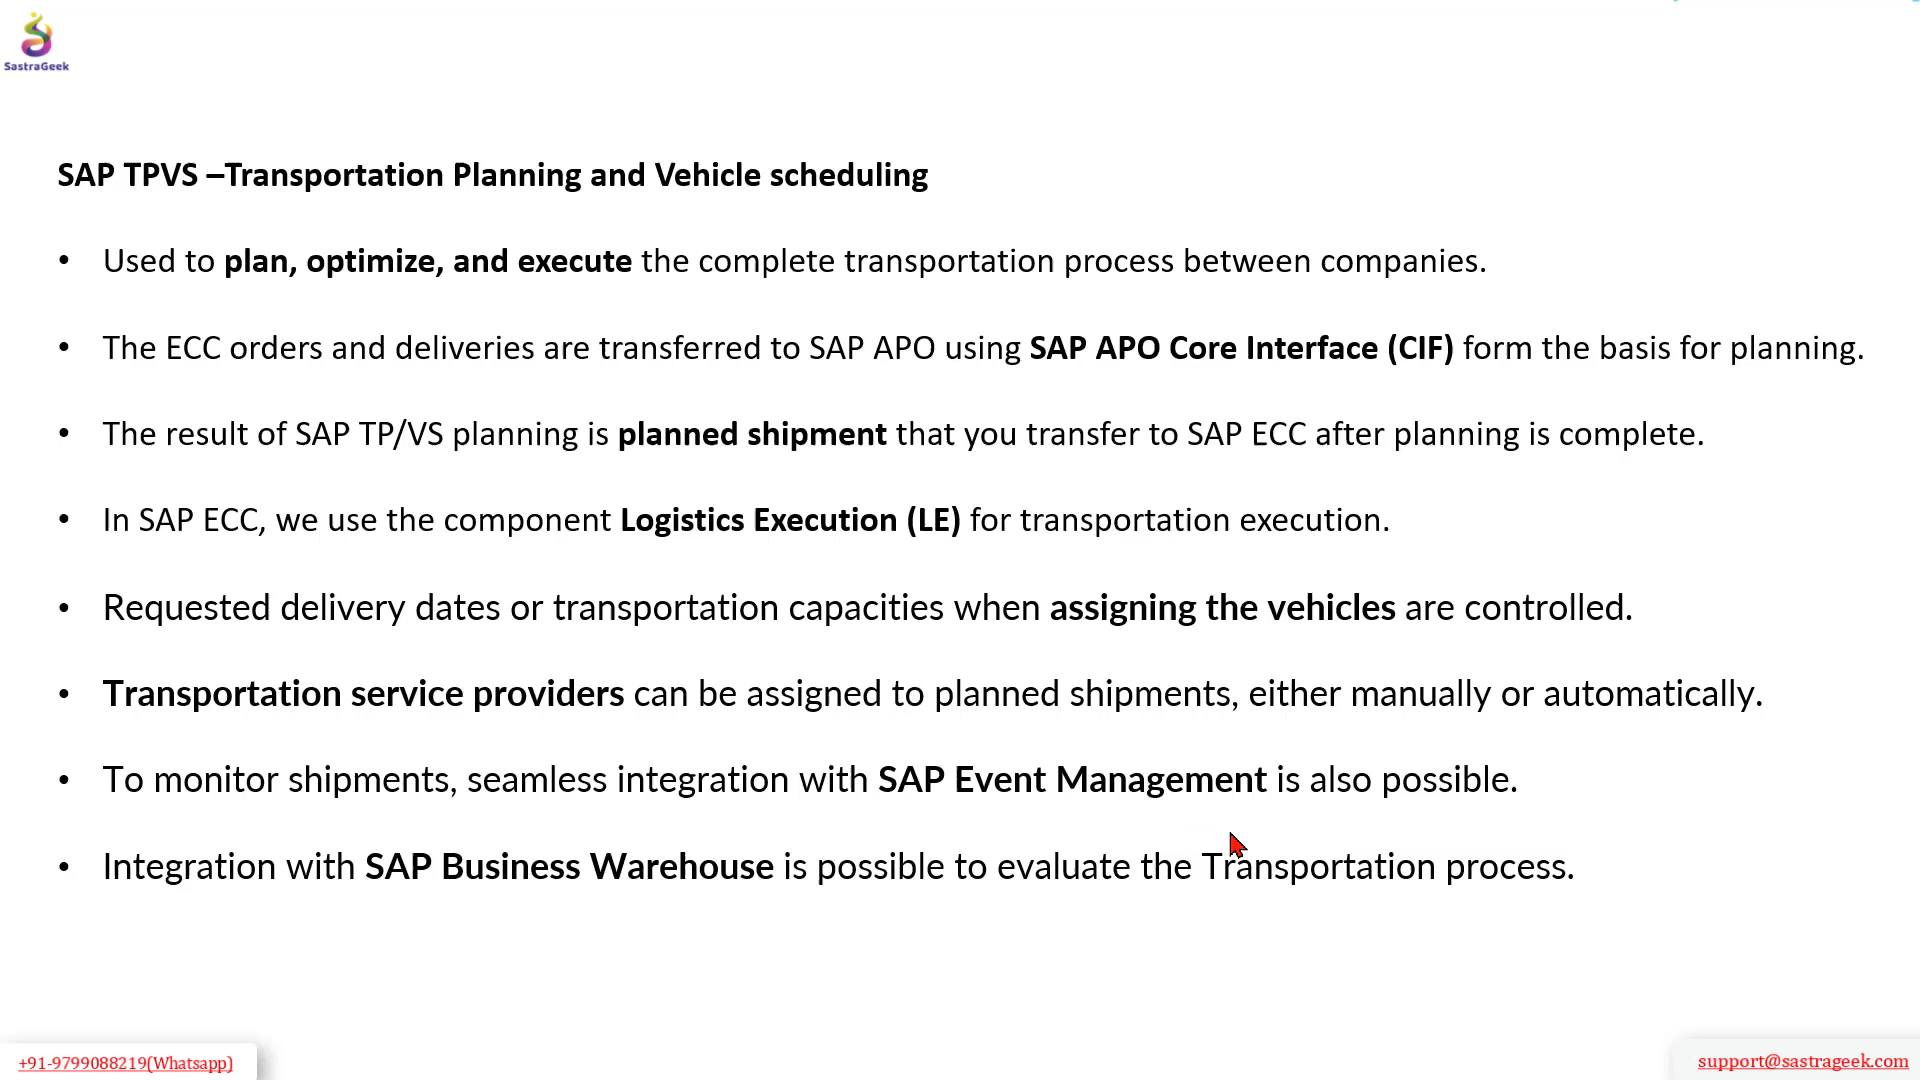 SastraGeek
SAP TPVS –Transportation Planning and Vehicle scheduling
• Used to plan, optimize, and execute the complete transportation process between companies.
• The ECC orders and deliveries are transferred to SAP APO using SAP APO Core Interface (CIF) form the basis for planning.
• The result of SAP TP/VS planning is planned shipment that you transfer to SAP ECC after planning is complete.
• In SAP ECC, we use the component Logistics Execution (LE) for transportation execution.
• Requested delivery dates or transportation capacities when assigning the vehicles are controlled.
• Transportation service providers can be assigned to planned shipments, either manually or automatically.
• To monitor shipments, seamless integration with SAP Event Management is also possible.
• Integration with SAP Business Warehouse is possible to evaluate the Transportation process.
+91-9799088219(Whatsapp)
support@sastrageek.com